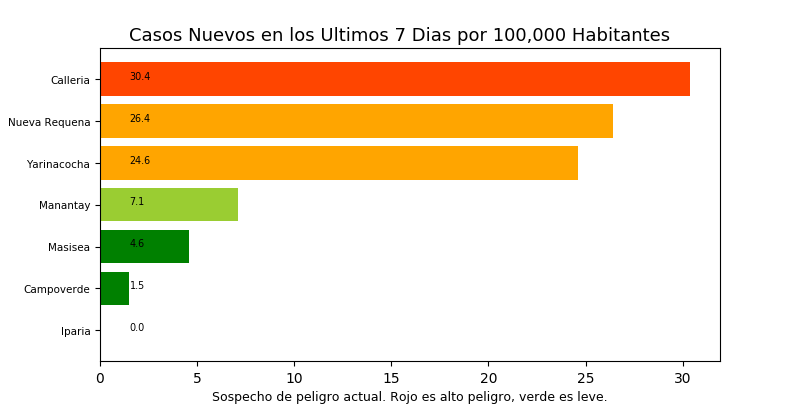 Casos Nuevos en los Ultimos 7 Dias por 100,000 Habitantes
Calleria 30.4
Nueva Requena 26.4
Yarinacocha 24.6
Manantay 7.1
Masisea 4.6
Campoverde 1.5
Iparia 0.0
0 5 10 15 20 25 30
Sospecho de peligro actual. Rojo es alto peligro, verde es leve.